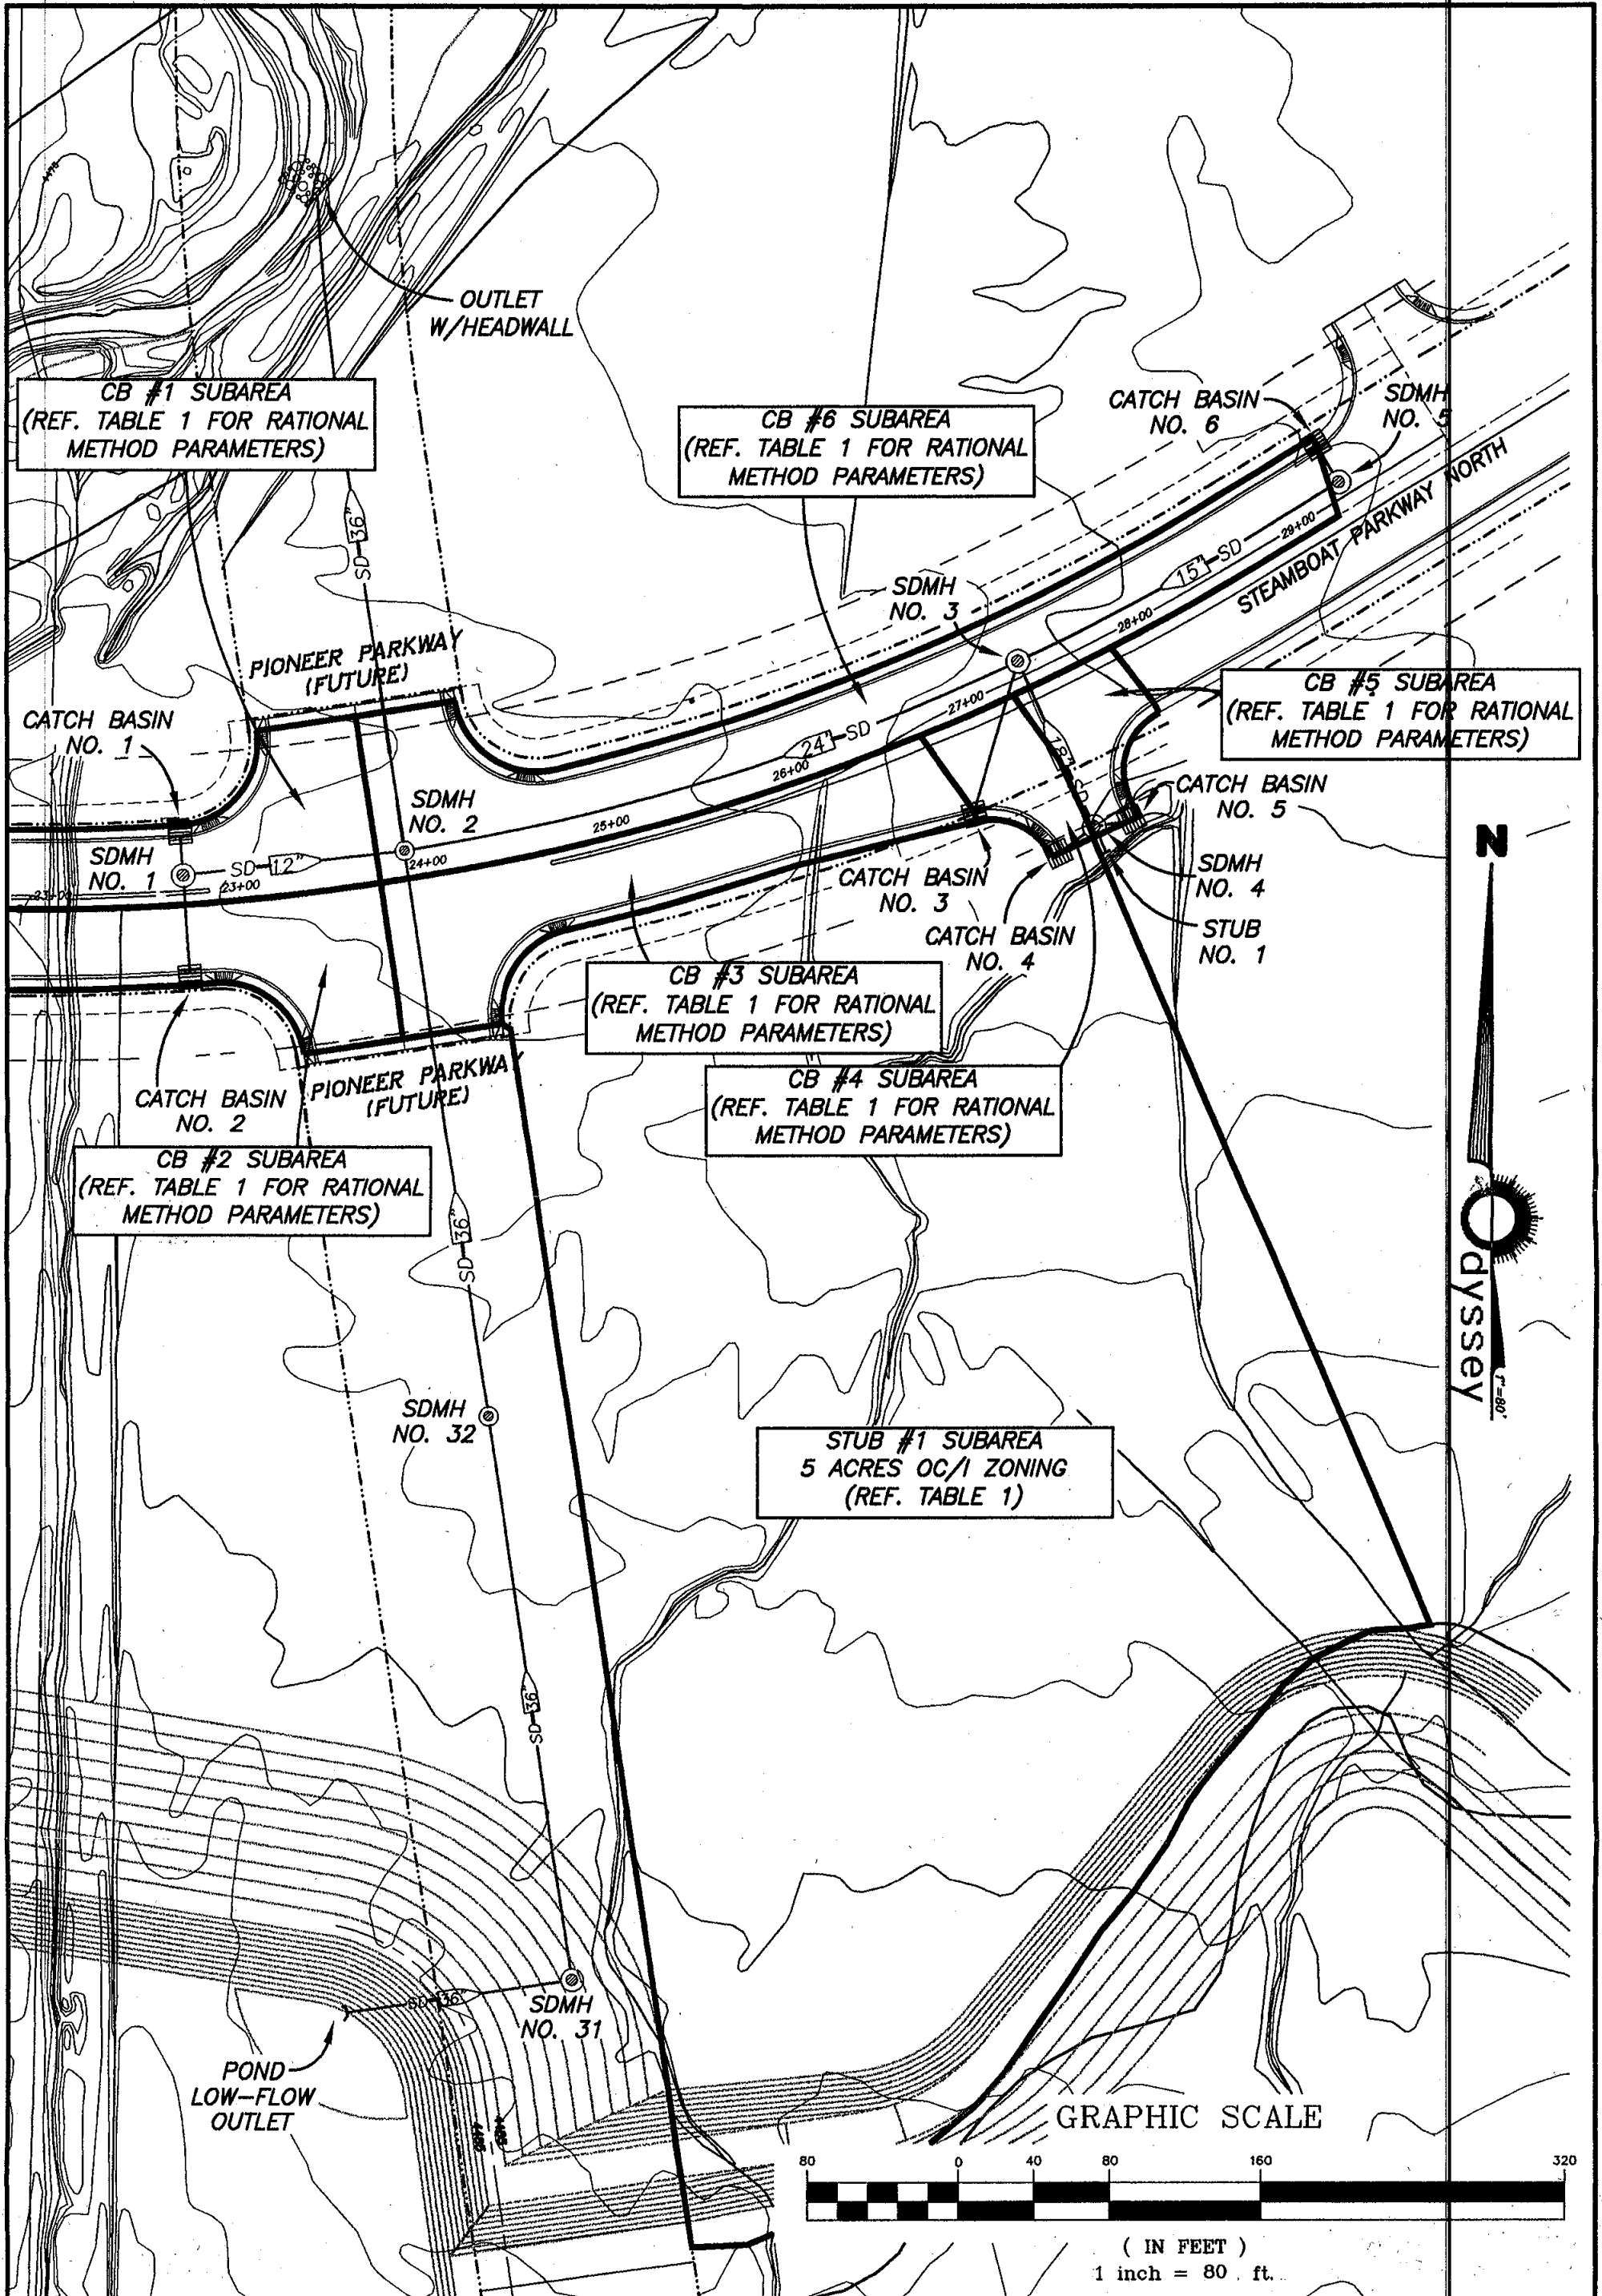 OUTLET
W/HEADWALL
CB #1 SUBAREA
(REF. TABLE 1 FOR RATIONAL
METHOD PARAMETERS)
CB #6 SUBAREA
(REF. TABLE 1 FOR RATIONAL
METHOD PARAMETERS)
CATCH BASIN
NO. 6
SDMH
NO. 5
SD 36"
STEAMBOAT PARKWAY NORTH
29+00
15" SD
28+00
SDMH
NO. 3
PIONEER PARKWAY
(FUTURE)
27+00
CB #5 SUBAREA
(REF. TABLE 1 FOR RATIONAL
METHOD PARAMETERS)
CATCH BASIN
NO. 1
24" SD
26+00
18" SD
CATCH BASIN
NO. 5
SDMH
NO. 2
25+00
N
SDMH
NO. 1
SD 12"
24+00
23+00
CATCH BASIN
NO. 3
SDMH
NO. 4
CATCH BASIN
NO. 4
STUB
NO. 1
CB #3 SUBAREA
(REF. TABLE 1 FOR RATIONAL
METHOD PARAMETERS)
CATCH BASIN
NO. 2
PIONEER PARKWAY
(FUTURE)
CB #4 SUBAREA
(REF. TABLE 1 FOR RATIONAL
METHOD PARAMETERS)
CB #2 SUBAREA
(REF. TABLE 1 FOR RATIONAL
METHOD PARAMETERS)
SD 36"
Odyssey
1"=80'
SDMH
NO. 32
STUB #1 SUBAREA
5 ACRES OC/I ZONING
(REF. TABLE 1)
SD 36"
SD 36"
SDMH
NO. 31
POND
LOW-FLOW
OUTLET
GRAPHIC SCALE
80 0 40 80 160 320
( IN FEET )
1 inch = 80 ft.